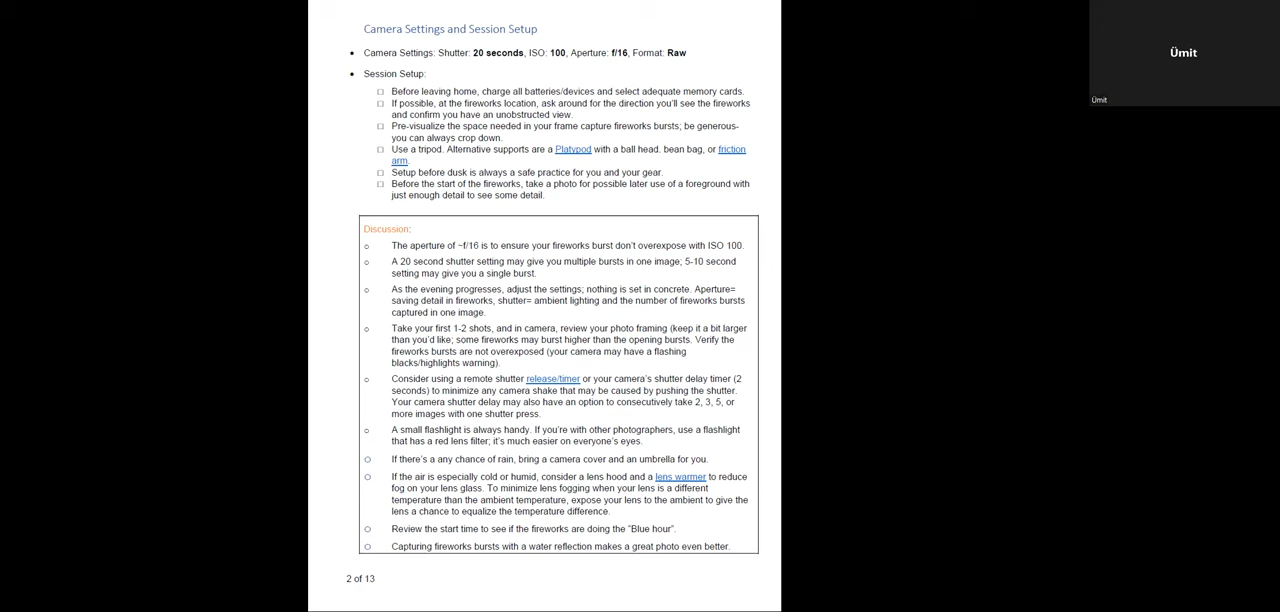 Camera Settings and Session Setup
• Camera Settings: Shutter: 20 seconds, ISO: 100, Aperture: f/16, Format: Raw
• Session Setup:
□ Before leaving home, charge all batteries/devices and select adequate memory cards.
□ If possible, at the fireworks location, ask around for the direction you'll see the fireworks
and confirm you have an unobstructed view.
□ Pre-visualize the space needed in your frame capture fireworks bursts; be generous-
you can always crop down.
□ Use a tripod. Alternative supports are a Platypod with a ball head. bean bag, or friction
arm.
□ Setup before dusk is always a safe practice for you and your gear.
□ Before the start of the fireworks, take a photo for possible later use of a foreground with
just enough detail to see some detail.
Discussion:
o The aperture of ~f/16 is to ensure your fireworks burst don't overexpose with ISO 100.
o A 20 second shutter setting may give you multiple bursts in one image; 5-10 second
setting may give you a single burst.
o As the evening progresses, adjust the settings; nothing is set in concrete. Aperture=
saving detail in fireworks, shutter= ambient lighting and the number of fireworks bursts
captured in one image.
o Take your first 1-2 shots, and in camera, review your photo framing (keep it a bit larger
than you'd like; some fireworks may burst higher than the opening bursts. Verify the
fireworks bursts are not overexposed (your camera may have a flashing
blacks/highlights warning).
o Consider using a remote shutter release/timer or your camera's shutter delay timer (2
seconds) to minimize any camera shake that may be caused by pushing the shutter.
Your camera shutter delay may also have an option to consecutively take 2, 3, 5, or
more images with one shutter press.
o A small flashlight is always handy. If you're with other photographers, use a flashlight
that has a red lens filter; it's much easier on everyone's eyes.
o If there's a any chance of rain, bring a camera cover and an umbrella for you.
o If the air is especially cold or humid, consider a lens hood and a lens warmer to reduce
fog on your lens glass. To minimize lens fogging when your lens is a different
temperature than the ambient temperature, expose your lens to the ambient to give the
lens a chance to equalize the temperature difference.
o Review the start time to see if the fireworks are doing the "Blue hour".
o Capturing fireworks bursts with a water reflection makes a great photo even better.
2 of 13
Ümit
Ümit